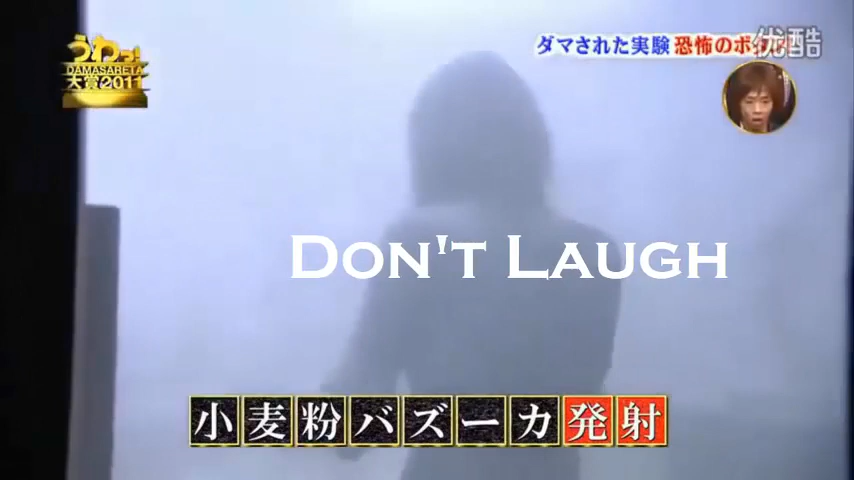 うわっ!
DAMASARETA
大賞2011
ダマされた実験 恐怖のボ
优酷
DON'T LAUGH
小麦粉バズーカ発射